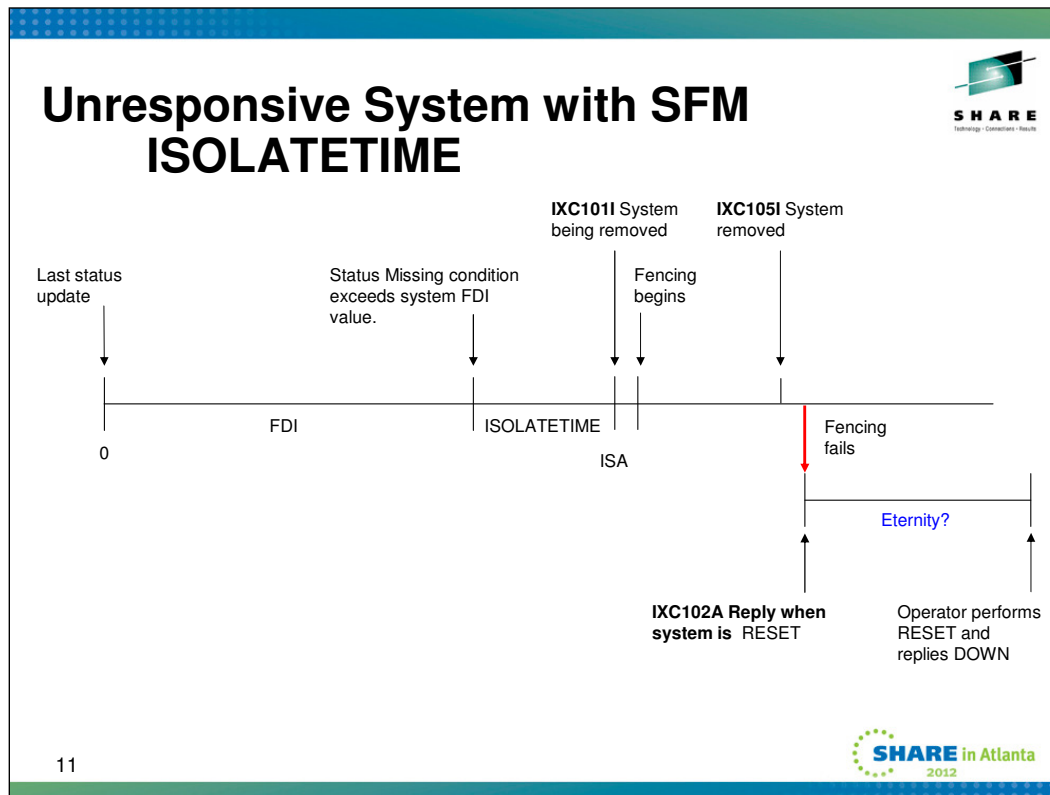 Unresponsive System with SFM
ISOLATETIME
SHARE
Technology · Connections · Results
IXC101I System
being removed
IXC105I System
removed
Last status
update
Status Missing condition
exceeds system FDI
value.
Fencing
begins
FDI
ISOLATETIME
0
ISA
Fencing
fails
Eternity?
IXC102A Reply when
system is RESET
Operator performs
RESET and
replies DOWN
11
SHARE in Atlanta
2012